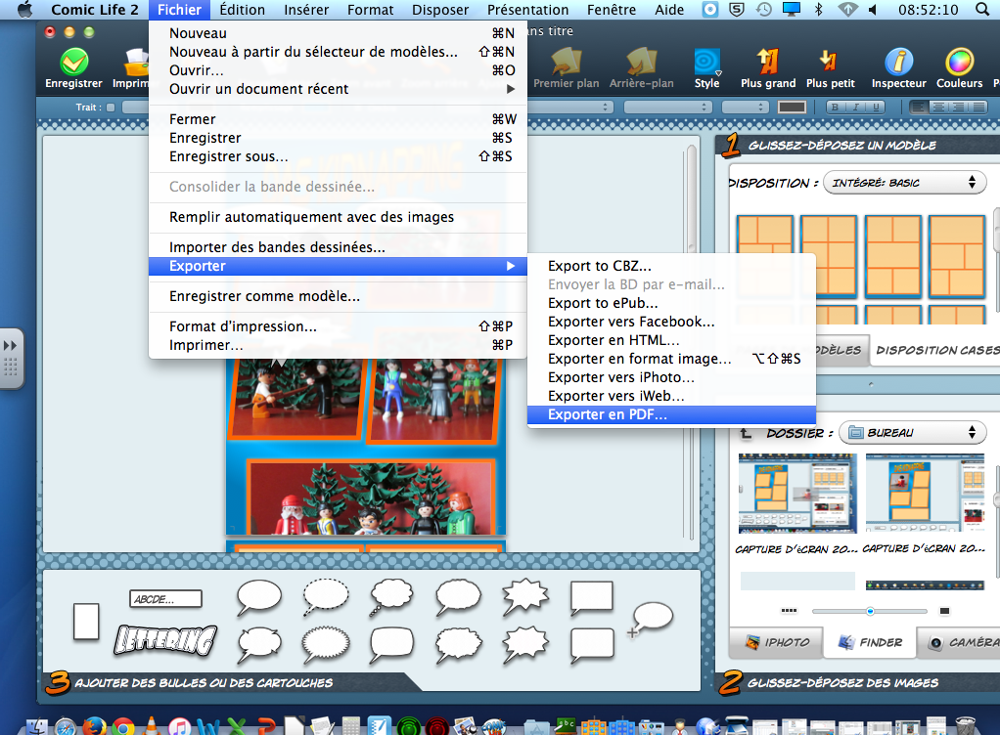 Comic Life 2 Fichier Édition Insérer Format Disposer Présentation Fenêtre Aide 08:52:10
Enregistrer
Premier plan Arrière-plan Style Plus grand Plus petit Inspecteur Couleurs
Trait :
B I U
Nouveau ⌘N
Nouveau à partir du sélecteur de modèles... ⇧⌘N
Ouvrir... ⌘O
Ouvrir un document récent
Fermer ⌘W
Enregistrer ⌘S
Enregistrer sous... ⇧⌘S
Consolider la bande dessinée...
Remplir automatiquement avec des images
Importer des bandes dessinées...
Exporter
Enregistrer comme modèle...
Format d'impression... ⇧⌘P
Imprimer... ⌘P
Export to CBZ...
Envoyer la BD par e-mail...
Export to ePub...
Exporter vers Facebook...
Exporter en HTML...
Exporter en format image... ⌥⇧⌘S
Exporter vers iPhoto...
Exporter vers iWeb...
Exporter en PDF...
1 GLISSEZ-DÉPOSEZ UN MODÈLE
DISPOSITION : INTÉGRÉ: BASIC
DISPOSITION CASES
DOSSIER : BUREAU
CAPTURE D'ÉCRAN 20... CAPTURE D'ÉCRAN 20...
IPHOTO FINDER CAMÉRA
2 GLISSEZ-DÉPOSEZ DES IMAGES
ABCDE...
LETTERING
3 AJOUTER DES BULLES OU DES CARTOUCHES